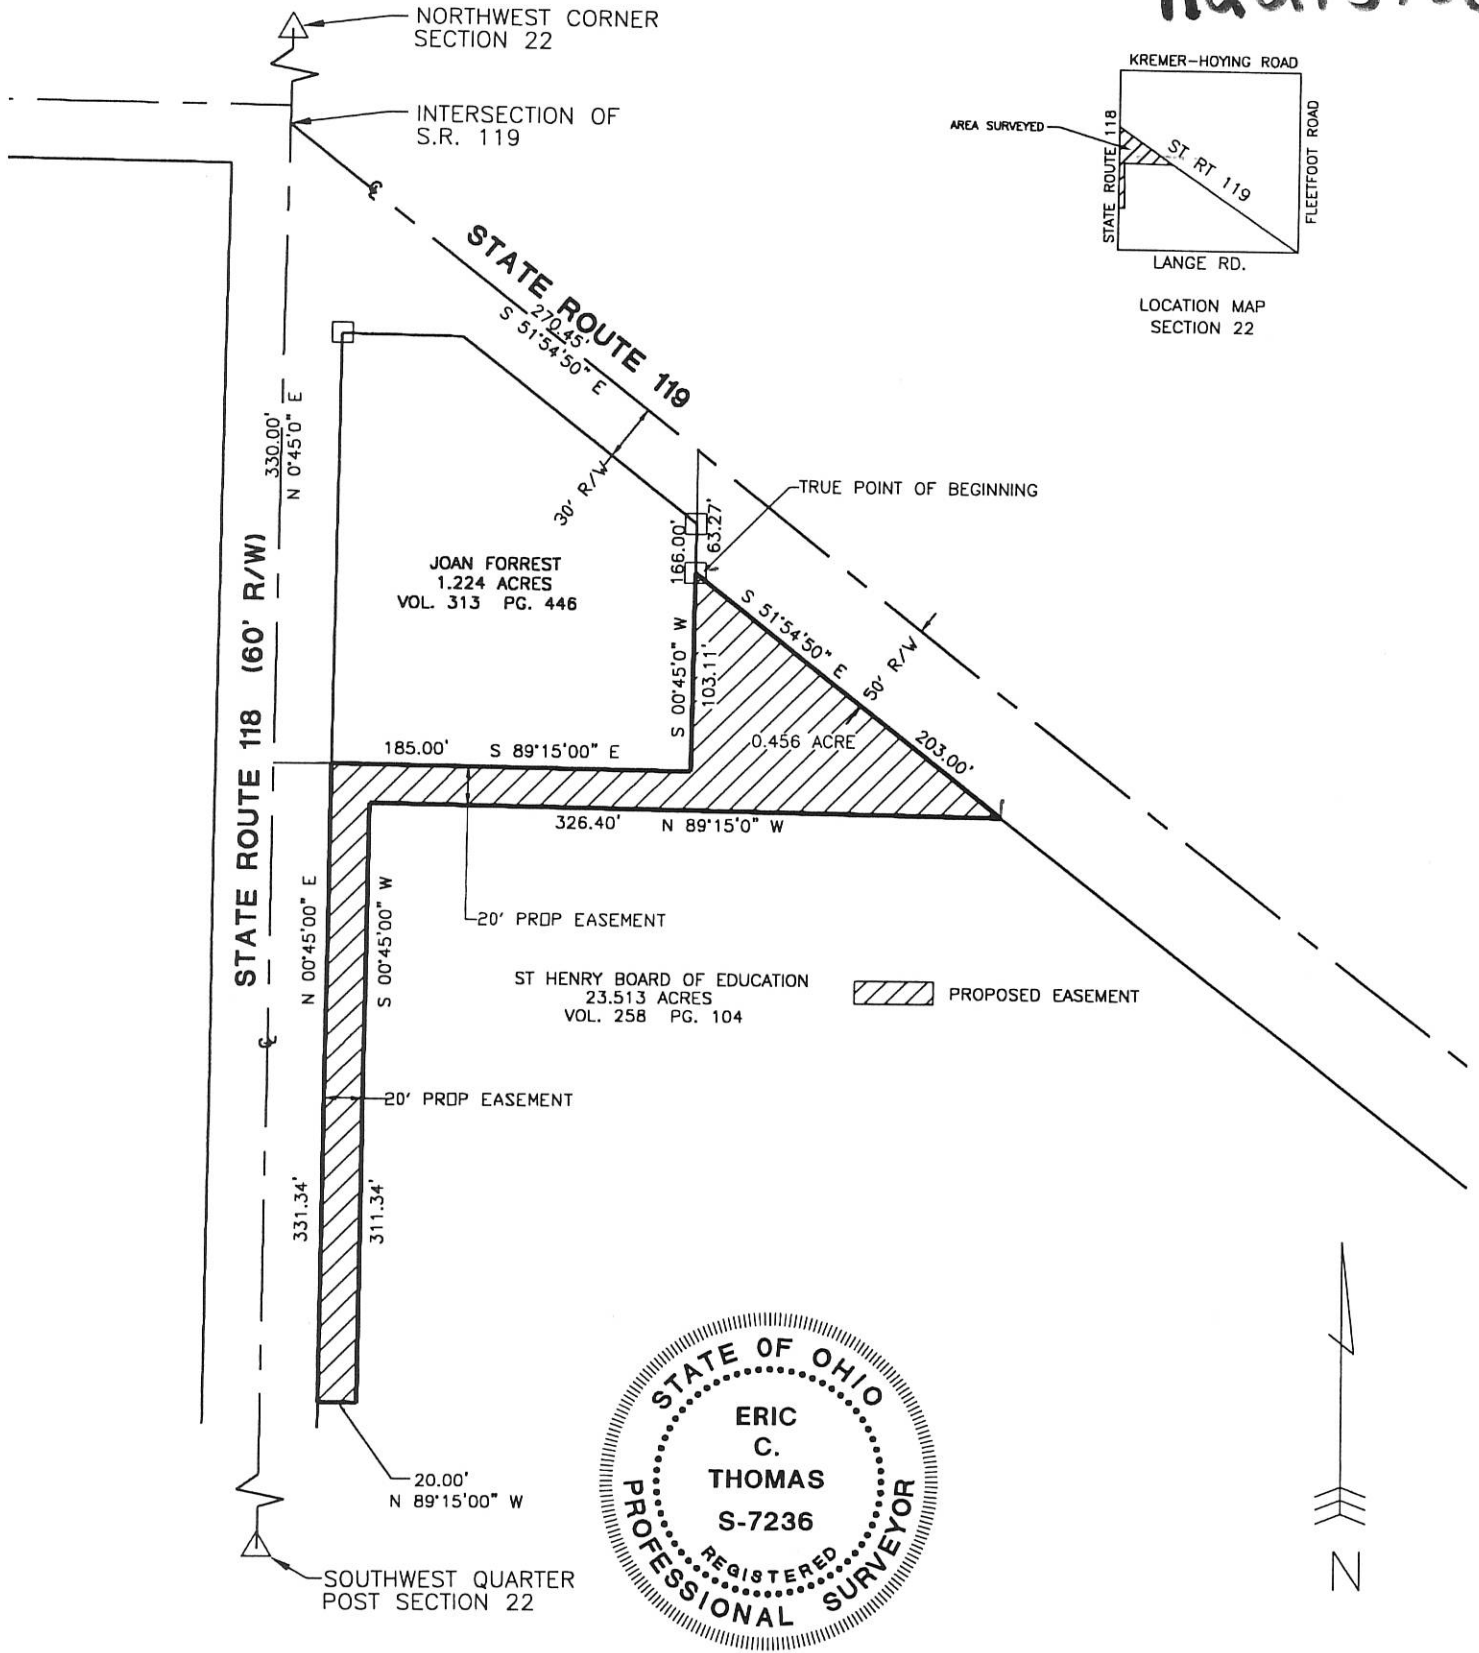 NORTHWEST CORNER
SECTION 22
INTERSECTION OF
S.R. 119
KREMER-HOYING ROAD
AREA SURVEYED
STATE ROUTE 118
ST RT 119
FLEETFOOT ROAD
LANGE RD.
LOCATION MAP
SECTION 22
STATE ROUTE 119
270.45'
S 51°54'50" E
30' R/W
330.00'
N 0°45'0" E
TRUE POINT OF BEGINNING
166.00'
63.27'
JOAN FORREST
1.224 ACRES
VOL. 313 PG. 446
S 51°54'50" E
50' R/W
S 00°45'0" W
103.11'
0.456 ACRE
203.00'
185.00' S 89°15'00" E
326.40' N 89°15'0" W
STATE ROUTE 118 (60' R/W)
N 00°45'00" E
S 00°45'00" W
20' PROP EASEMENT
ST HENRY BOARD OF EDUCATION
23.513 ACRES
VOL. 258 PG. 104
PROPOSED EASEMENT
20' PROP EASEMENT
331.34'
311.34'
20.00'
N 89°15'00" W
SOUTHWEST QUARTER
POST SECTION 22
STATE OF OHIO
ERIC
C.
THOMAS
S-7236
REGISTERED
PROFESSIONAL SURVEYOR
N